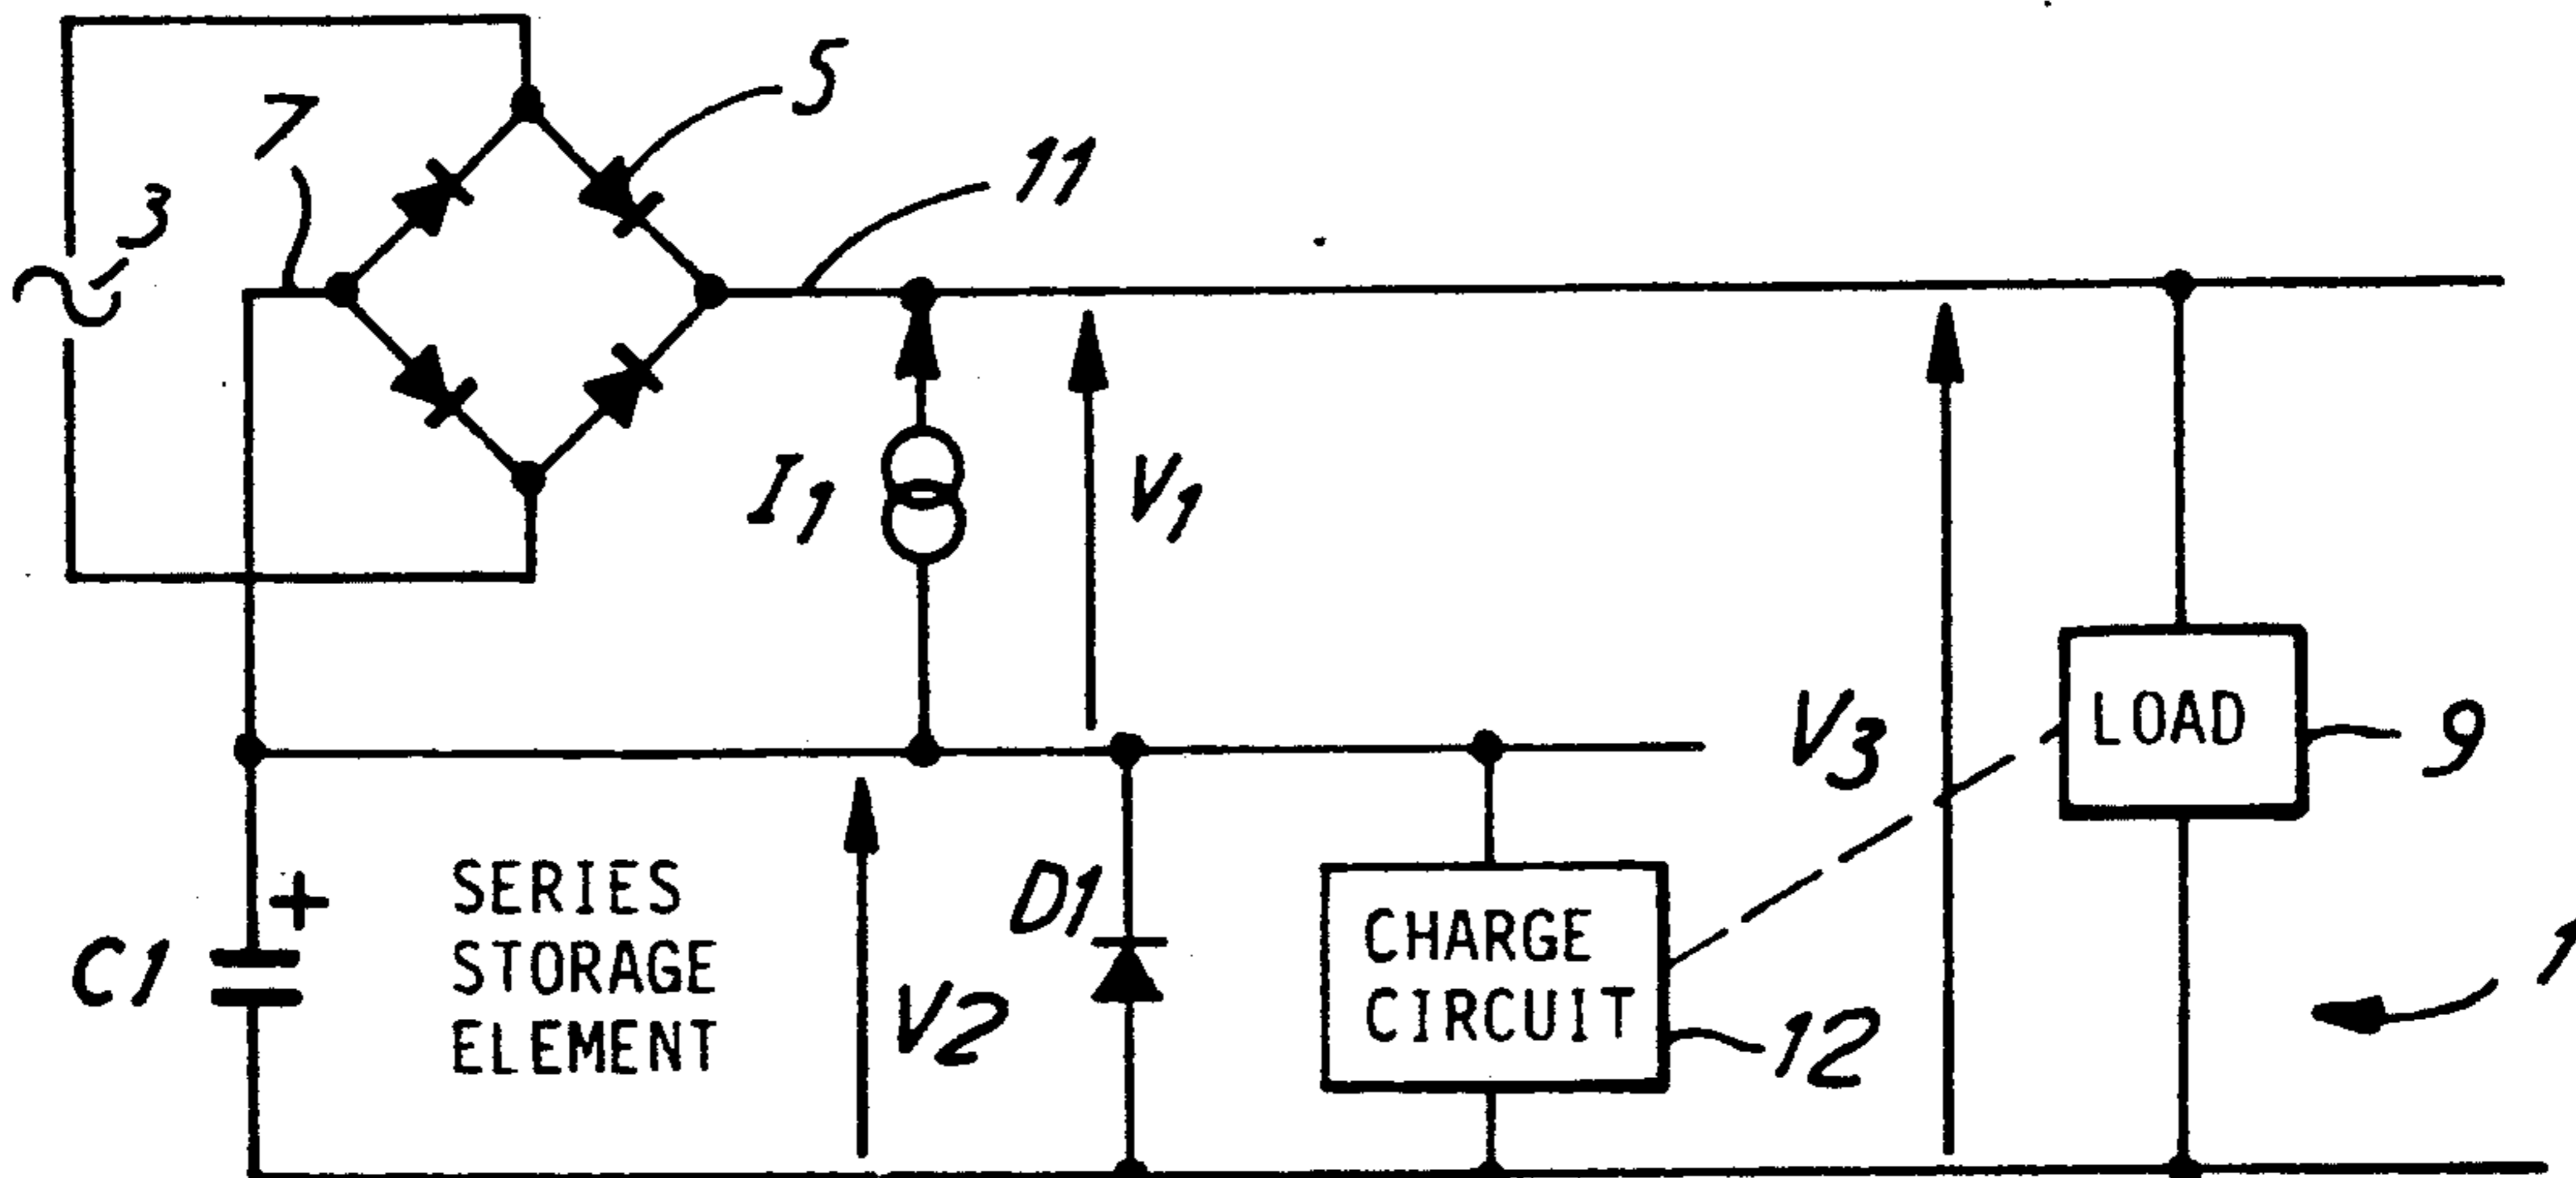 5
7
11
3
I1
V1
V3
LOAD
9
C1
+
SERIES
STORAGE
ELEMENT
V2
D1
CHARGE
CIRCUIT
12
1